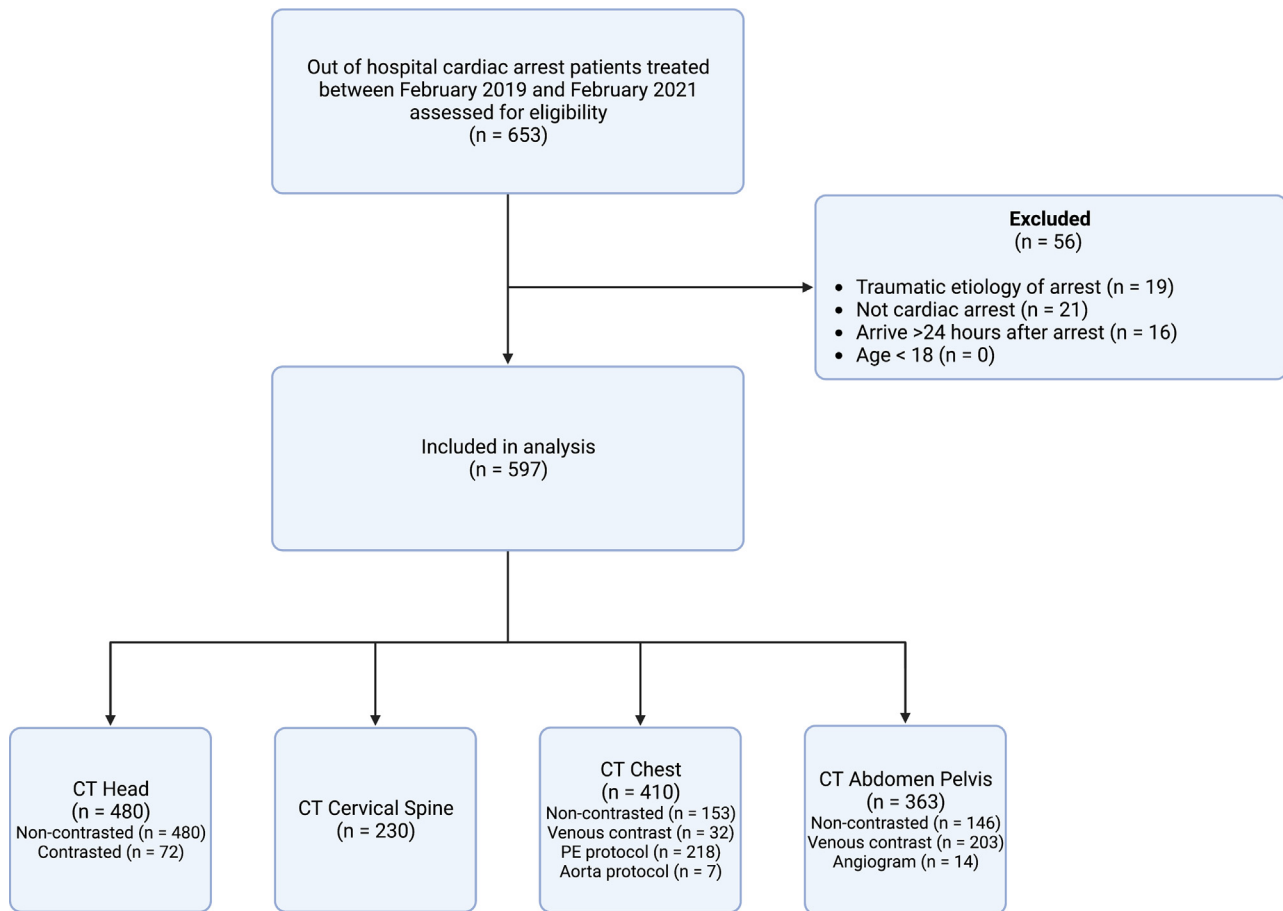 Out of hospital cardiac arrest patients treated
between February 2019 and February 2021
assessed for eligibility
(n = 653)
Excluded
(n = 56)
• Traumatic etiology of arrest (n = 19)
• Not cardiac arrest (n = 21)
• Arrive >24 hours after arrest (n = 16)
• Age < 18 (n = 0)
Included in analysis
(n = 597)
CT Head
(n = 480)
Non-contrasted (n = 480)
Contrasted (n = 72)
CT Cervical Spine
(n = 230)
CT Chest
(n = 410)
Non-contrasted (n = 153)
Venous contrast (n = 32)
PE protocol (n = 218)
Aorta protocol (n = 7)
CT Abdomen Pelvis
(n = 363)
Non-contrasted (n = 146)
Venous contrast (n = 203)
Angiogram (n = 14)